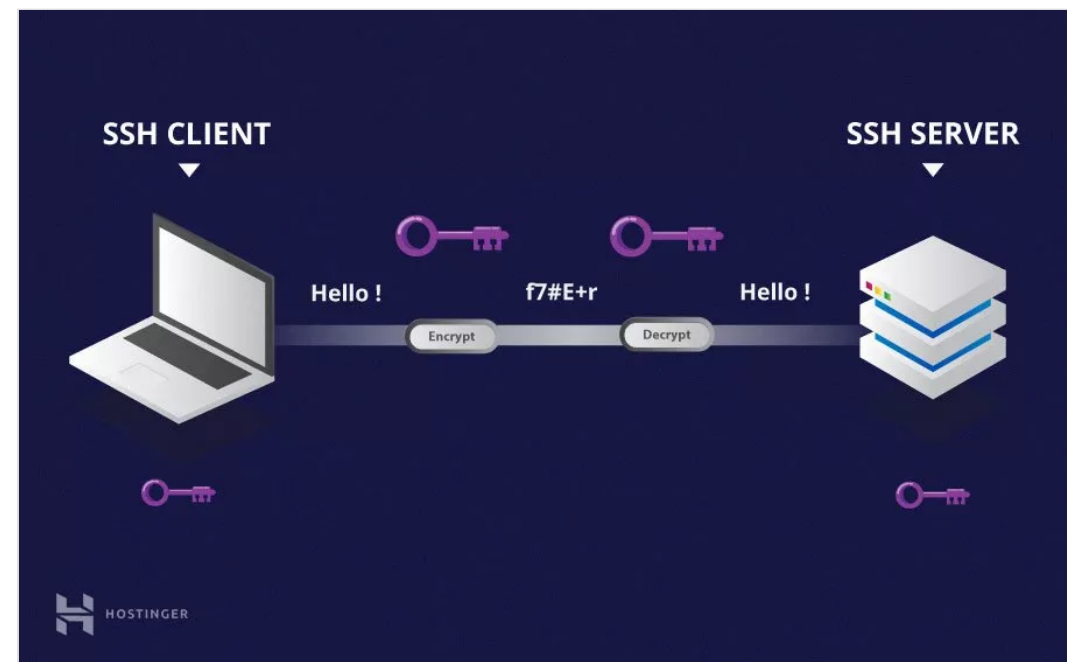 SSH CLIENT
SSH SERVER
Hello !
f7#E+r
Hello !
Encrypt
Decrypt
HOSTINGER